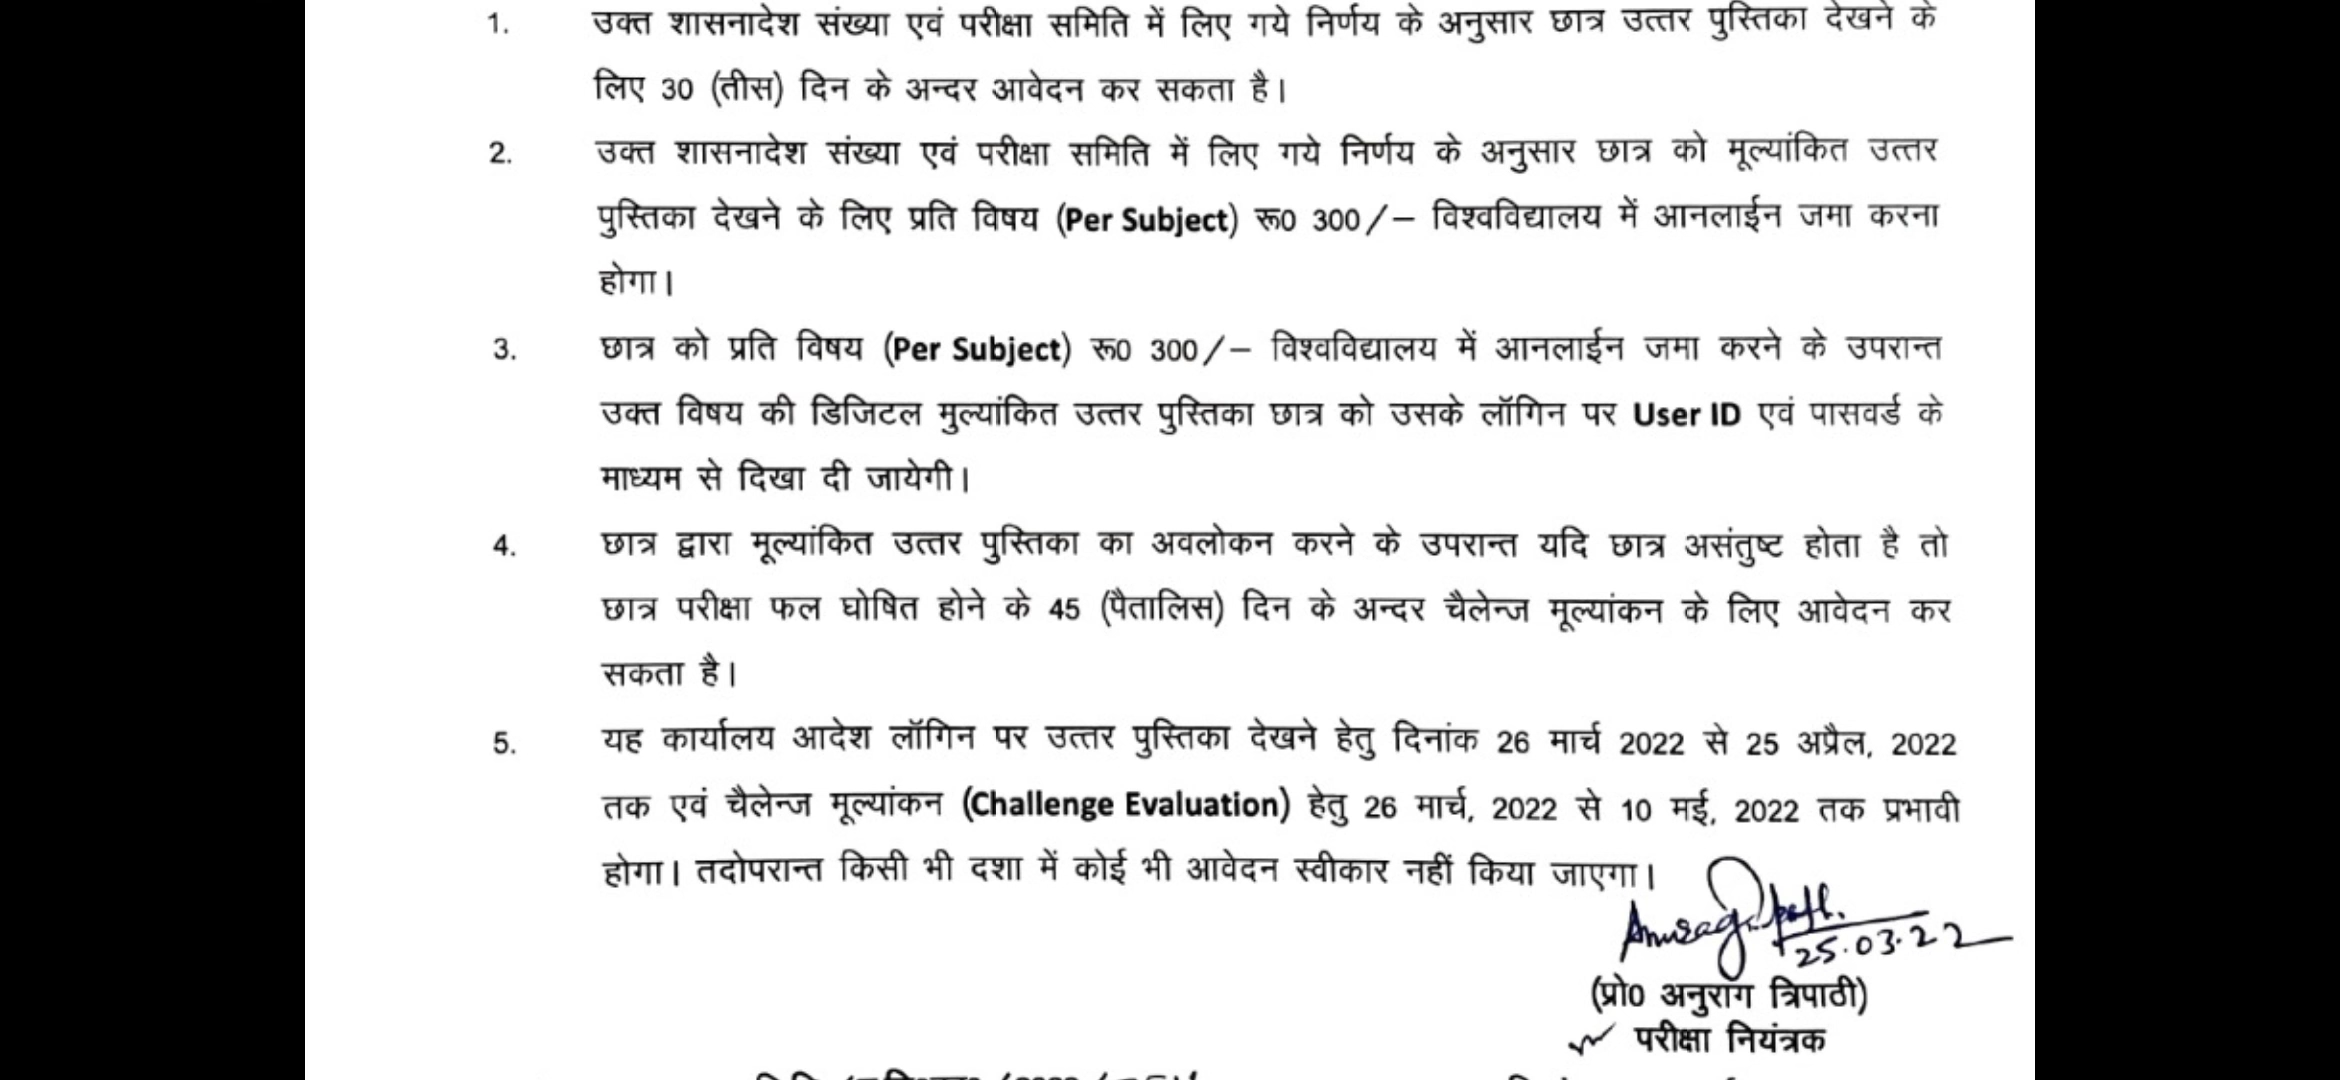 1. उक्त शासनादेश संख्या एवं परीक्षा समिति में लिए गये निर्णय के अनुसार छात्र उत्तर पुस्तिका देखने के
लिए 30 (तीस) दिन के अन्दर आवेदन कर सकता है।
2. उक्त शासनादेश संख्या एवं परीक्षा समिति में लिए गये निर्णय के अनुसार छात्र को मूल्यांकित उत्तर
पुस्तिका देखने के लिए प्रति विषय (Per Subject) रू0 300/– विश्वविद्यालय में आनलाईन जमा करना
होगा।
3. छात्र को प्रति विषय (Per Subject) रू0 300/– विश्वविद्यालय में आनलाईन जमा करने के उपरान्त
उक्त विषय की डिजिटल मुल्यांकित उत्तर पुस्तिका छात्र को उसके लॉगिन पर User ID एवं पासवर्ड के
माध्यम से दिखा दी जायेगी।
4. छात्र द्वारा मूल्यांकित उत्तर पुस्तिका का अवलोकन करने के उपरान्त यदि छात्र असंतुष्ट होता है तो
छात्र परीक्षा फल घोषित होने के 45 (पैतालिस) दिन के अन्दर चैलेन्ज मूल्यांकन के लिए आवेदन कर
सकता है।
5. यह कार्यालय आदेश लॉगिन पर उत्तर पुस्तिका देखने हेतु दिनांक 26 मार्च 2022 से 25 अप्रैल, 2022
तक एवं चैलेन्ज मूल्यांकन (Challenge Evaluation) हेतु 26 मार्च, 2022 से 10 मई, 2022 तक प्रभावी
होगा। तदोपरान्त किसी भी दशा में कोई भी आवेदन स्वीकार नहीं किया जाएगा।
25.03.22
(प्रो0 अनुराग त्रिपाठी)
परीक्षा नियंत्रक